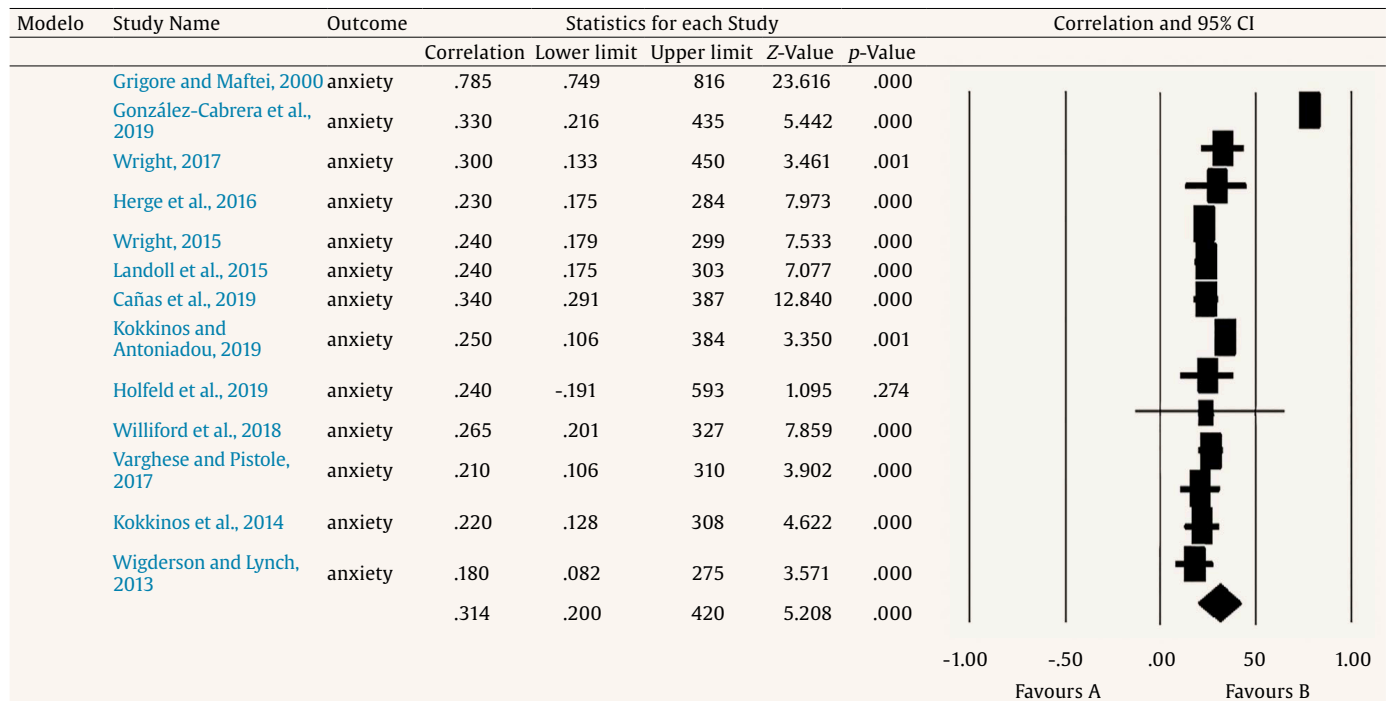 Modelo Study Name Outcome Statistics for each Study Correlation and 95% CI
Correlation Lower limit Upper limit Z-Value p-Value
Grigore and Maftei, 2000 anxiety .785 .749 816 23.616 .000
González-Cabrera et al.,
2019 anxiety .330 .216 435 5.442 .000
Wright, 2017 anxiety .300 .133 450 3.461 .001
Herge et al., 2016 anxiety .230 .175 284 7.973 .000
Wright, 2015 anxiety .240 .179 299 7.533 .000
Landoll et al., 2015 anxiety .240 .175 303 7.077 .000
Cañas et al., 2019 anxiety .340 .291 387 12.840 .000
Kokkinos and
Antoniadou, 2019 anxiety .250 .106 384 3.350 .001
Holfeld et al., 2019 anxiety .240 -.191 593 1.095 .274
Williford et al., 2018 anxiety .265 .201 327 7.859 .000
Varghese and Pistole,
2017 anxiety .210 .106 310 3.902 .000
Kokkinos et al., 2014 anxiety .220 .128 308 4.622 .000
Wigderson and Lynch,
2013 anxiety .180 .082 275 3.571 .000
.314 .200 420 5.208 .000
-1.00 -.50 .00 50 1.00
Favours A Favours B